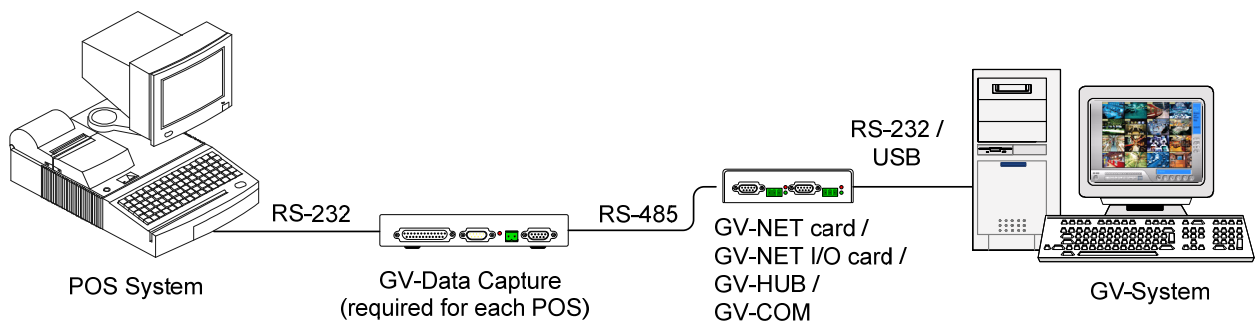 RS-232
RS-485
RS-232 /
USB
POS System
GV-Data Capture
(required for each POS)
GV-NET card /
GV-NET I/O card /
GV-HUB /
GV-COM
GV-System